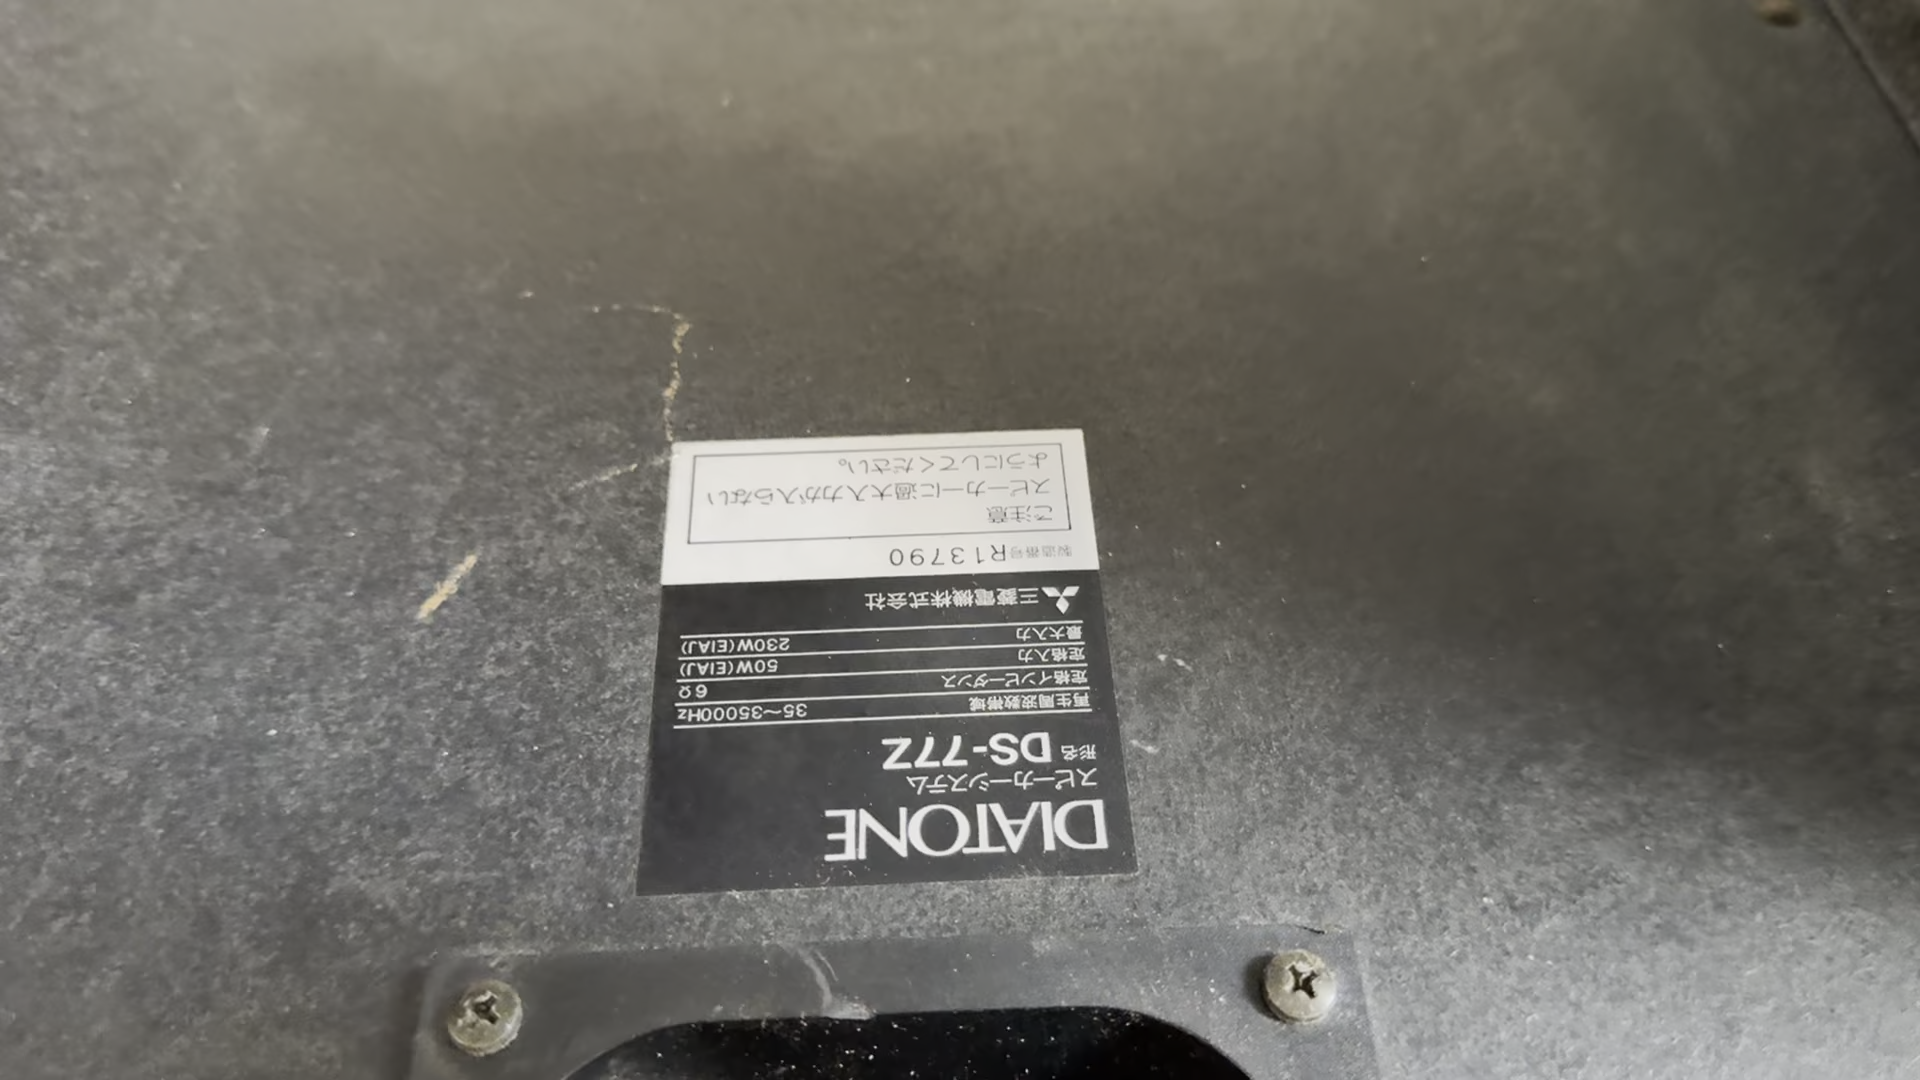 DIATONE
スピーカーシステム
形名 DS-77Z
再生周波数帯域 35~35000Hz
定格インピーダンス 6Ω
定格入力 50W(EIAJ)
最大入力 230W(EIAJ)
三菱電機株式会社
製造番号 R13790
ご注意
スピーカーに過大入力が入らない
ようにしてください。